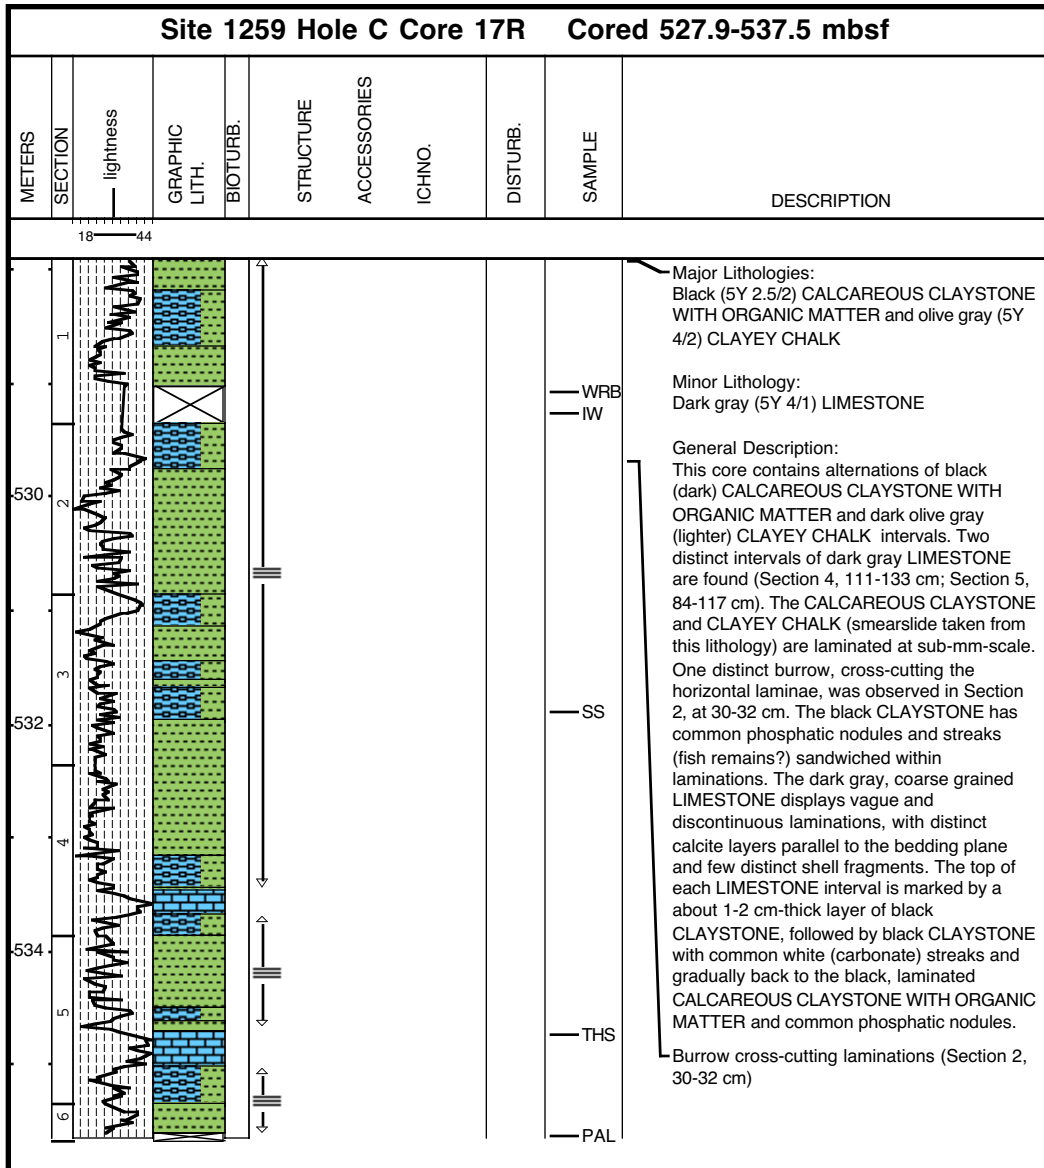 Site 1259 Hole C Core 17R Cored 527.9-537.5 mbsf
METERS
SECTION
lightness
GRAPHIC
LITH.
BIOTURB.
STRUCTURE
ACCESSORIES
ICHNO.
DISTURB.
SAMPLE
DESCRIPTION
18 44
1
2
3
4
5
6
530
532
534
WRB
IW
SS
THS
PAL
Major Lithologies:
Black (5Y 2.5/2) CALCAREOUS CLAYSTONE
WITH ORGANIC MATTER and olive gray (5Y
4/2) CLAYEY CHALK
Minor Lithology:
Dark gray (5Y 4/1) LIMESTONE
General Description:
This core contains alternations of black
(dark) CALCAREOUS CLAYSTONE WITH
ORGANIC MATTER and dark olive gray
(lighter) CLAYEY CHALK intervals. Two
distinct intervals of dark gray LIMESTONE
are found (Section 4, 111-133 cm; Section 5,
84-117 cm). The CALCAREOUS CLAYSTONE
and CLAYEY CHALK (smearslide taken from
this lithology) are laminated at sub-mm-scale.
One distinct burrow, cross-cutting the
horizontal laminae, was observed in Section
2, at 30-32 cm. The black CLAYSTONE has
common phosphatic nodules and streaks
(fish remains?) sandwiched within
laminations. The dark gray, coarse grained
LIMESTONE displays vague and
discontinuous laminations, with distinct
calcite layers parallel to the bedding plane
and few distinct shell fragments. The top of
each LIMESTONE interval is marked by a
about 1-2 cm-thick layer of black
CLAYSTONE, followed by black CLAYSTONE
with common white (carbonate) streaks and
gradually back to the black, laminated
CALCAREOUS CLAYSTONE WITH ORGANIC
MATTER and common phosphatic nodules.
Burrow cross-cutting laminations (Section 2,
30-32 cm)